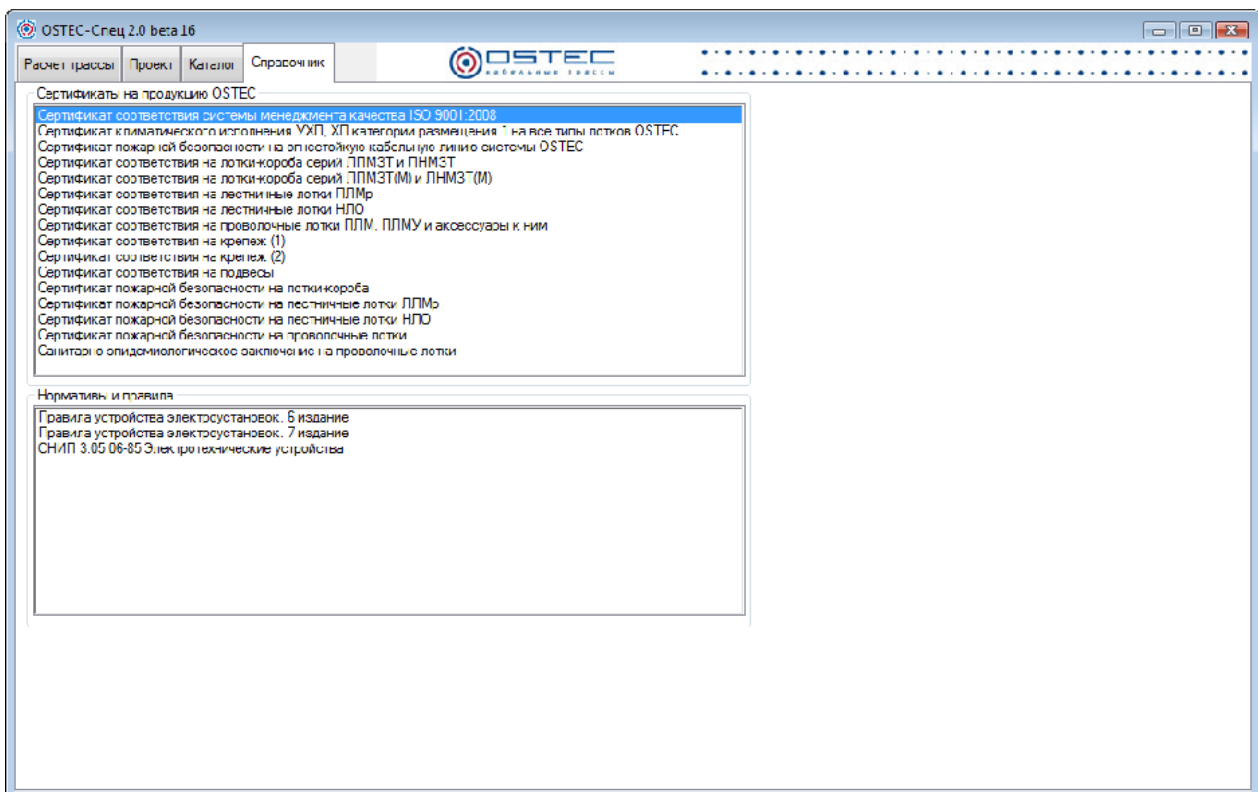 OSTEC-Спец 2.0 beta 16
Расчет трассы Проект Каталог Справочник
OSTEC
кабельные трассы
Сертификаты на продукцию OSTEC
Сертификат соответствия системы менеджмента качества ISO 9001:2008
Сертификат климатического исполнения УХЛ, ХЛ категории размещения 1 на все типы лотков OSTEC
Сертификат пожарной безопасности на огнестойкую кабельную линию системы OSTEC
Сертификат соответствия на лотки-короба серий ЛПМЗТ и ЛНМЗТ
Сертификат соответствия на лотки-короба серий ЛПМЗТ(М) и ЛНМЗТ(М)
Сертификат соответствия на лестничные лотки ЛЛМр
Сертификат соответствия на лестничные лотки НЛО
Сертификат соответствия на проволочные лотки ПЛМ, ПЛМУ и аксессуары к ним
Сертификат соответствия на крепеж (1)
Сертификат соответствия на крепеж (2)
Сертификат соответствия на подвесы
Сертификат пожарной безопасности на лотки-короба
Сертификат пожарной безопасности на лестничные лотки ЛЛМр
Сертификат пожарной безопасности на лестничные лотки НЛО
Сертификат пожарной безопасности на проволочные лотки
Санитарно эпидемиологическое заключение на проволочные лотки
Нормативы и правила
Правила устройства электроустановок. 6 издание
Правила устройства электроустановок. 7 издание
СНИП 3.05.06-85 Электротехнические устройства